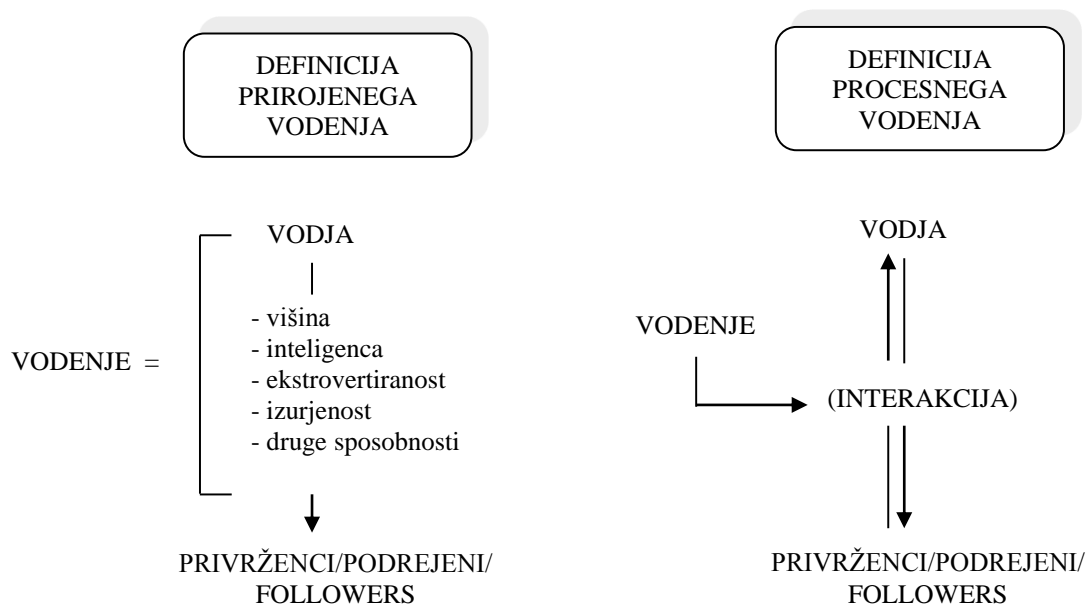 DEFINICIJA
PRIROJENEGA
VODENJA
VODENJE =
VODJA
- višina
- inteligenca
- ekstrovertiranost
- izurjenost
- druge sposobnosti
PRIVRŽENCI/PODREJENI/
FOLLOWERS
DEFINICIJA
PROCESNEGA
VODENJA
VODJA
VODENJE
(INTERAKCIJA)
PRIVRŽENCI/PODREJENI/
FOLLOWERS